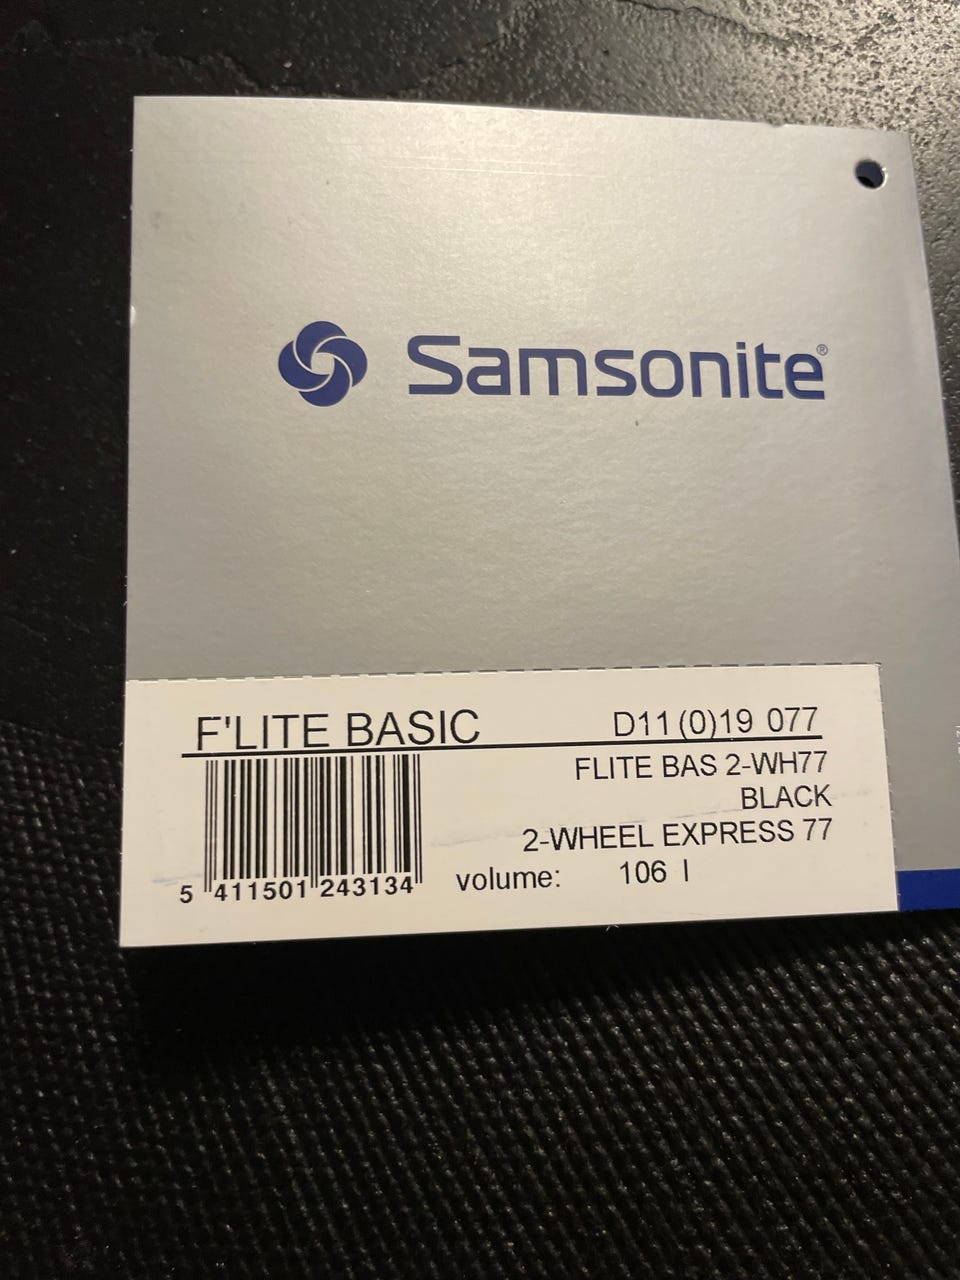 Samsonite®
F'LITE BASIC D11(0)19 077
FLITE BAS 2-WH77
BLACK
2-WHEEL EXPRESS 77
volume: 106 l
5 411501 243134